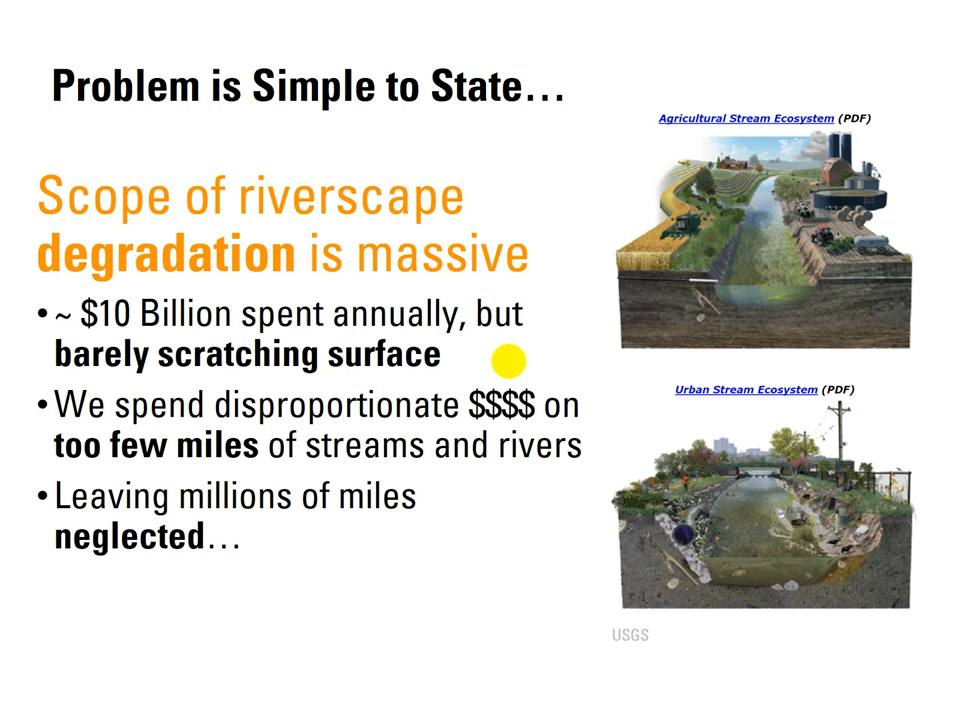 Problem is Simple to State…
Scope of riverscape
degradation is massive
• ~ $10 Billion spent annually, but
barely scratching surface
• We spend disproportionate $$$$ on
too few miles of streams and rivers
• Leaving millions of miles
neglected…
Agricultural Stream Ecosystem (PDF)
Urban Stream Ecosystem (PDF)
USGS